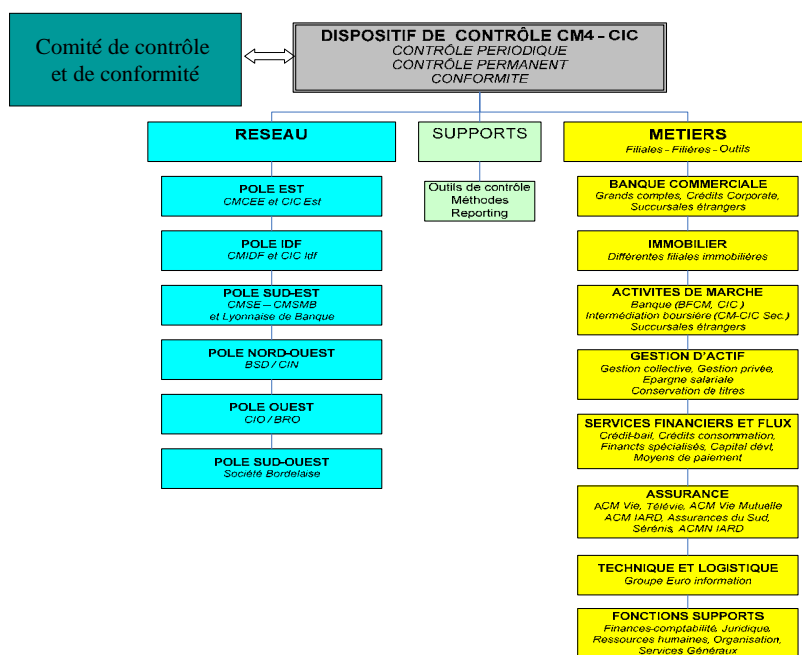 Comité de contrôle
et de conformité
DISPOSITIF DE CONTRÔLE CM4 - CIC
CONTRÔLE PERIODIQUE
CONTRÔLE PERMANENT
CONFORMITE
RESEAU
POLE EST
CMCEE et CIC Est
POLE IDF
CMIDF et CIC Idf
POLE SUD-EST
CMSE – CMSMB
et Lyonnaise de Banque
POLE NORD-OUEST
BSD / CIN
POLE OUEST
CIO / BRO
POLE SUD-OUEST
Société Bordelaise
SUPPORTS
Outils de contrôle
Méthodes
Reporting
METIERS
Filiales - Filières - Outils
BANQUE COMMERCIALE
Grands comptes, Crédits Corporate,
Succursales étrangers
IMMOBILIER
Différentes filiales immobilières
ACTIVITES DE MARCHE
Banque (BFCM, CIC )
Intermédiation boursière (CM-CIC Sec.)
Succursales étrangers
GESTION D'ACTIF
Gestion collective, Gestion privée,
Epargne salariale
Conservation de titres
SERVICES FINANCIERS ET FLUX
Crédit-bail, Crédits consommation,
Financts spécialisés, Capital dévt,
Moyens de paiement
ASSURANCE
ACM Vie, Télévie, ACM Vie Mutuelle
ACM IARD, Assurances du Sud,
Sérénis, ACMN IARD
TECHNIQUE ET LOGISTIQUE
Groupe Euro information
FONCTIONS SUPPORTS
Finances-comptabilité, Juridique,
Ressources humaines, Organisation,
Services Généraux